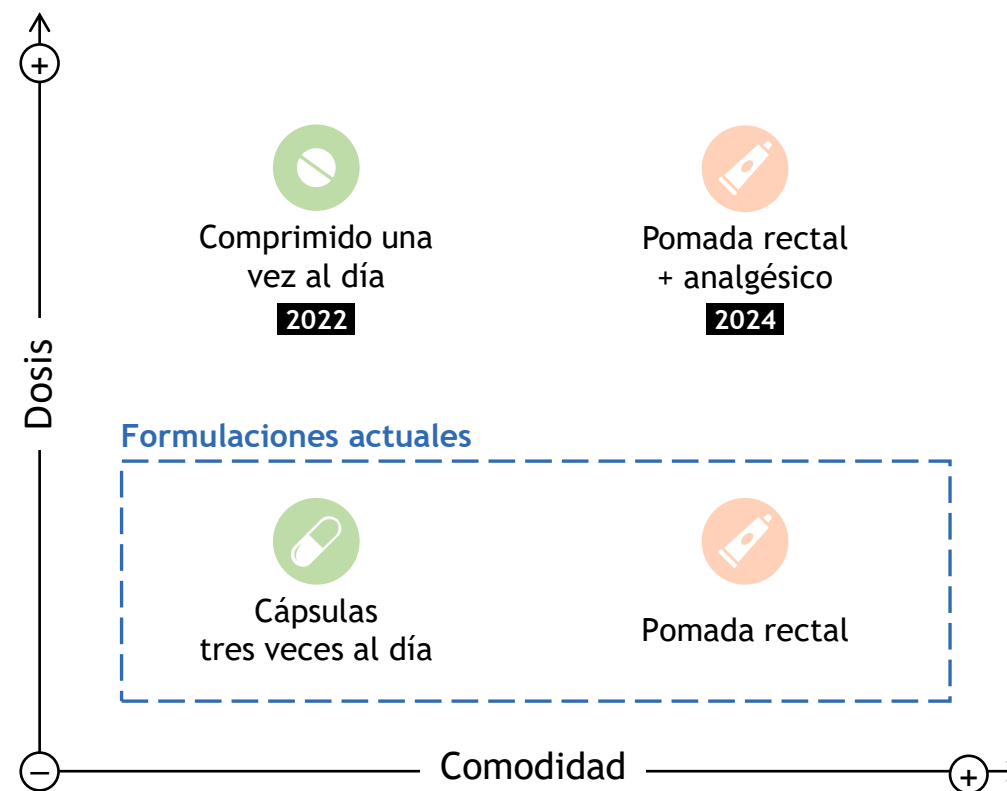 +
Comprimido una
vez al día
2022
Pomada rectal
+ analgésico
2024
Dosis
Formulaciones actuales
Cápsulas
tres veces al día
Pomada rectal
−
Comodidad
+